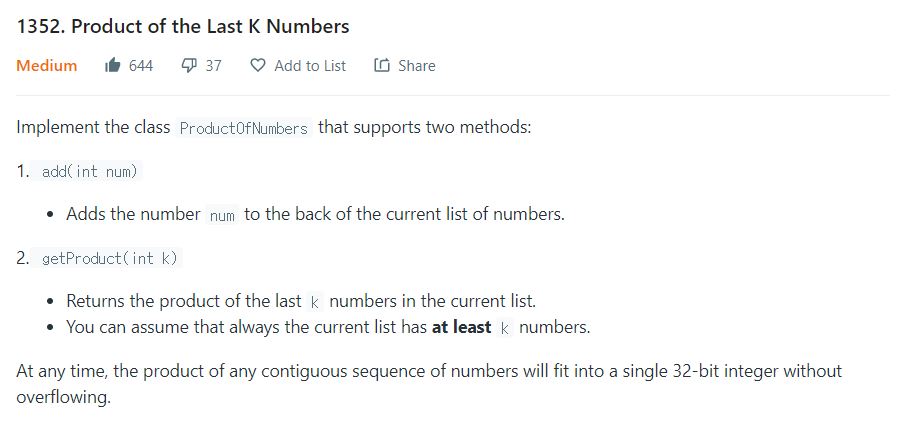 1352. Product of the Last K Numbers
Medium 644 37 Add to List Share
Implement the class ProductOfNumbers that supports two methods:
1. add(int num)
• Adds the number num to the back of the current list of numbers.
2. getProduct(int k)
• Returns the product of the last k numbers in the current list.
• You can assume that always the current list has at least k numbers.
At any time, the product of any contiguous sequence of numbers will fit into a single 32-bit integer without
overflowing.